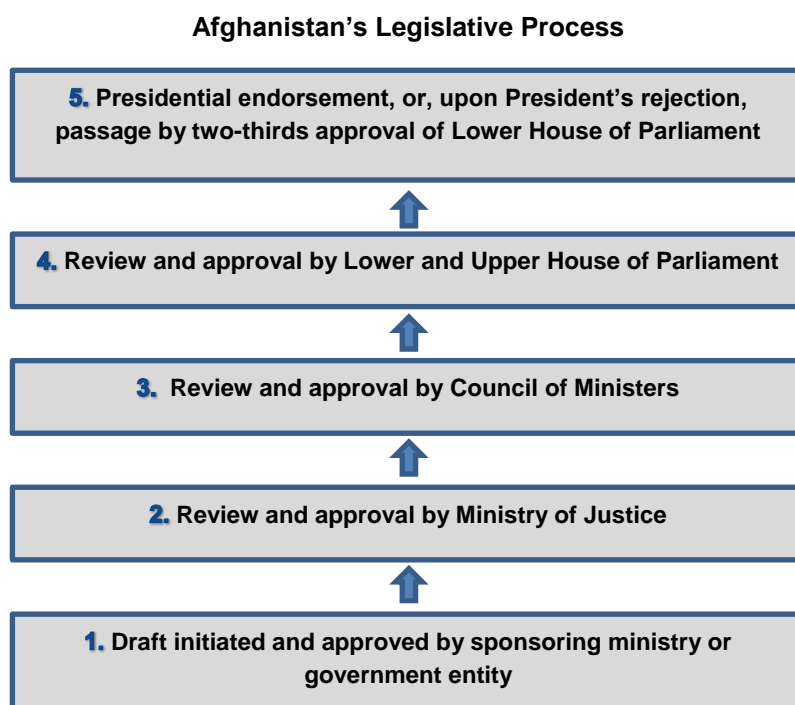 Afghanistan’s Legislative Process
5. Presidential endorsement, or, upon President’s rejection,
passage by two-thirds approval of Lower House of Parliament
4. Review and approval by Lower and Upper House of Parliament
3. Review and approval by Council of Ministers
2. Review and approval by Ministry of Justice
1. Draft initiated and approved by sponsoring ministry or
government entity